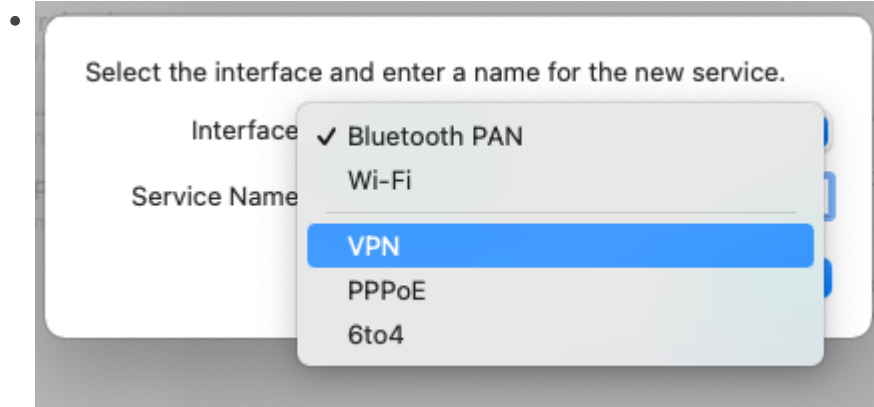 Select the interface and enter a name for the new service.
Interface
✓ Bluetooth PAN
Wi-Fi
Service Name
VPN
PPPoE
6to4